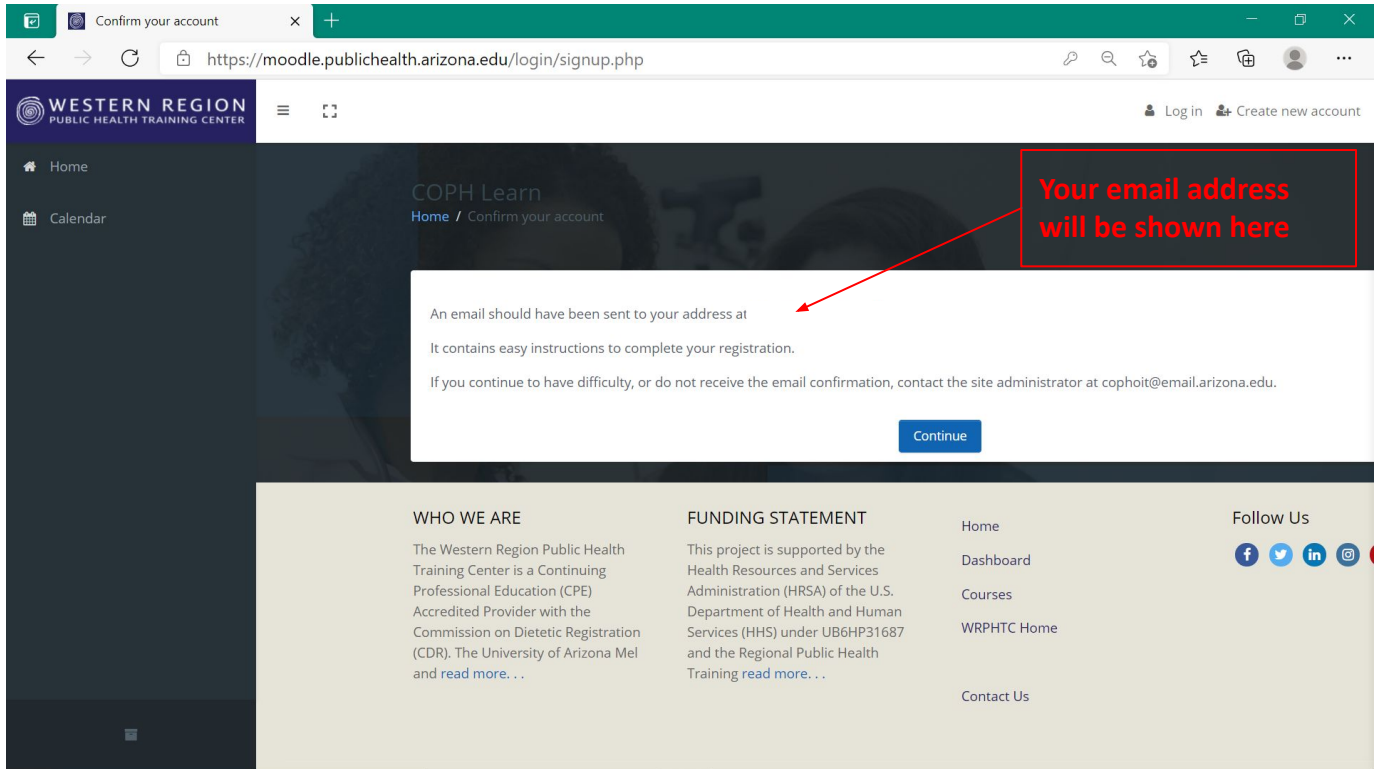 Confirm your account
https://moodle.publichealth.arizona.edu/login/signup.php
WESTERN REGION
PUBLIC HEALTH TRAINING CENTER
Log in
Create new account
Home
Calendar
COPH Learn
Home / Confirm your account
Your email address
will be shown here
An email should have been sent to your address at
It contains easy instructions to complete your registration.
If you continue to have difficulty, or do not receive the email confirmation, contact the site administrator at cophoit@email.arizona.edu.
Continue
WHO WE ARE
The Western Region Public Health
Training Center is a Continuing
Professional Education (CPE)
Accredited Provider with the
Commission on Dietetic Registration
(CDR). The University of Arizona Mel
and read more. . .
FUNDING STATEMENT
This project is supported by the
Health Resources and Services
Administration (HRSA) of the U.S.
Department of Health and Human
Services (HHS) under UB6HP31687
and the Regional Public Health
Training read more. . .
Home
Dashboard
Courses
WRPHTC Home
Contact Us
Follow Us